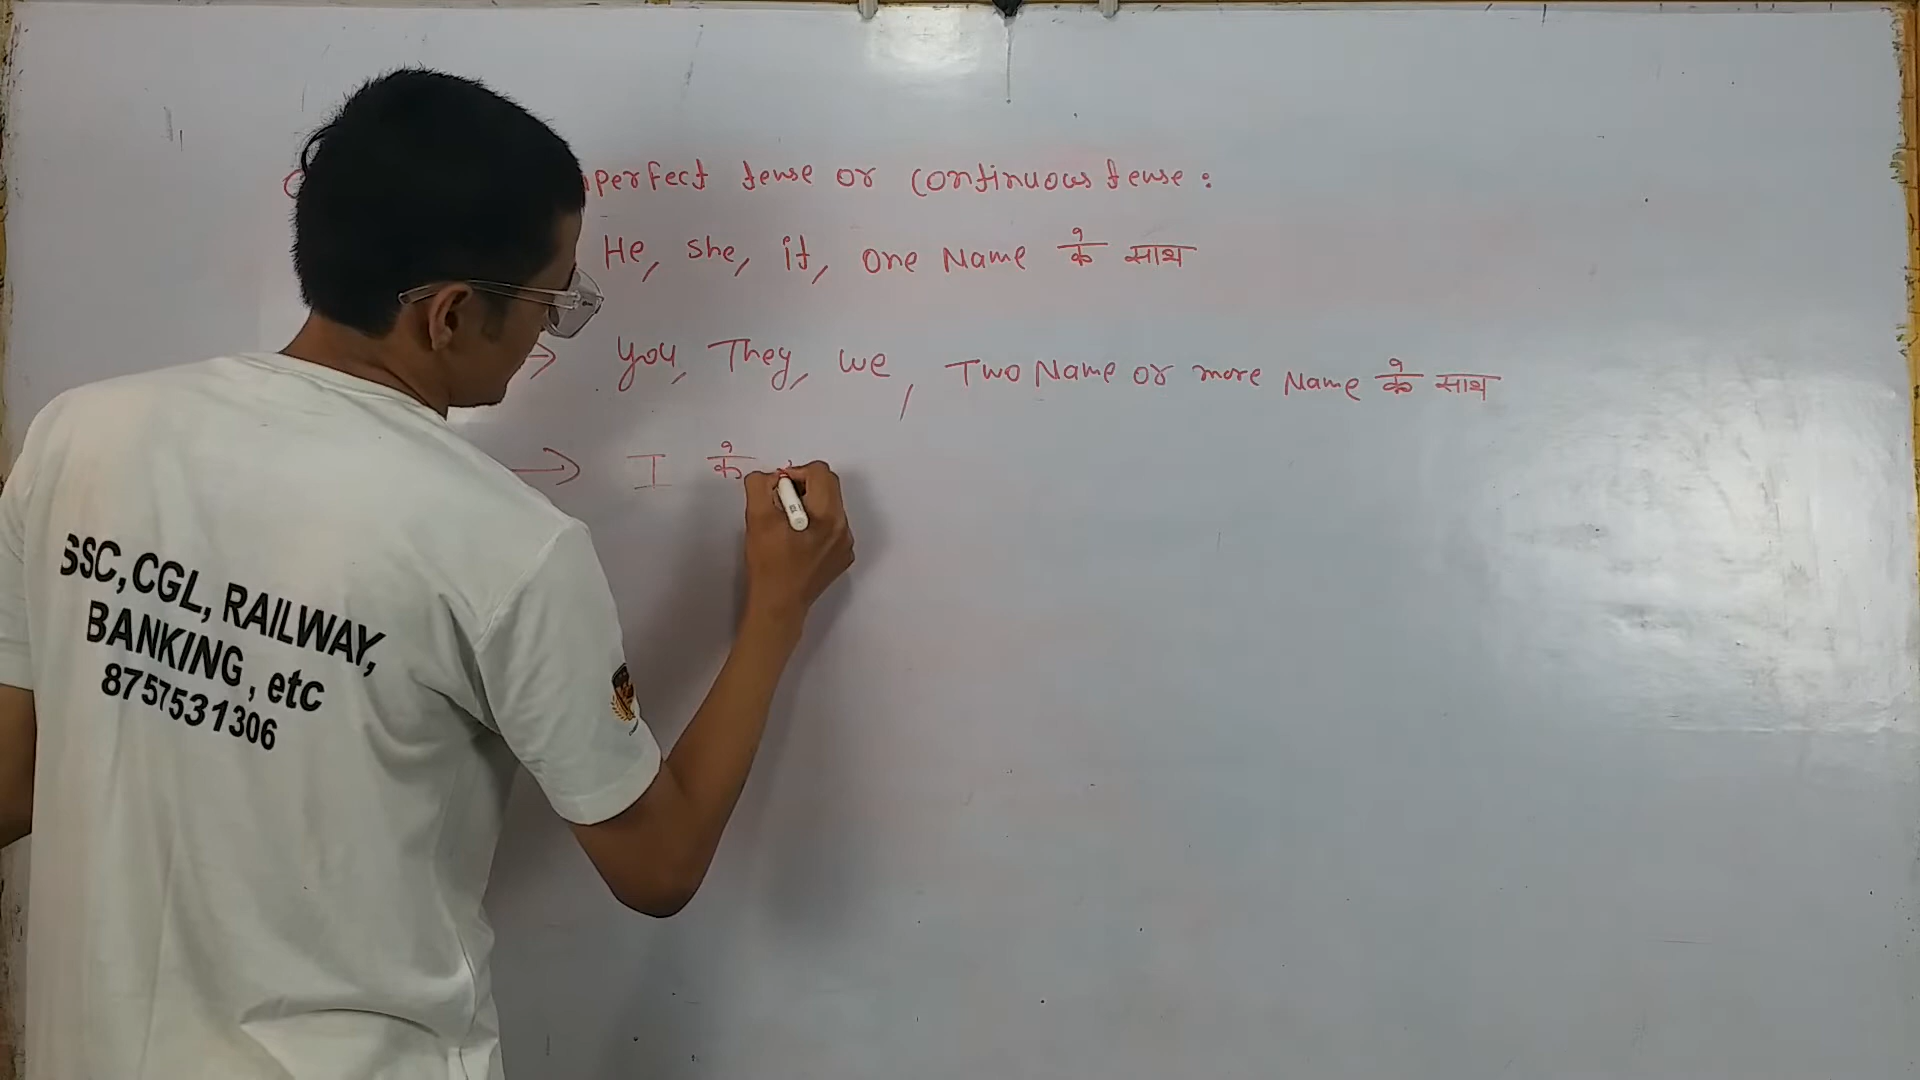 perfect tense or continuous tense :
He, She, it, One Name के साथ
You, They, we, Two Name or more Name के साथ
→ I के
SSC, CGL, RAILWAY,
BANKING, etc
8757531306